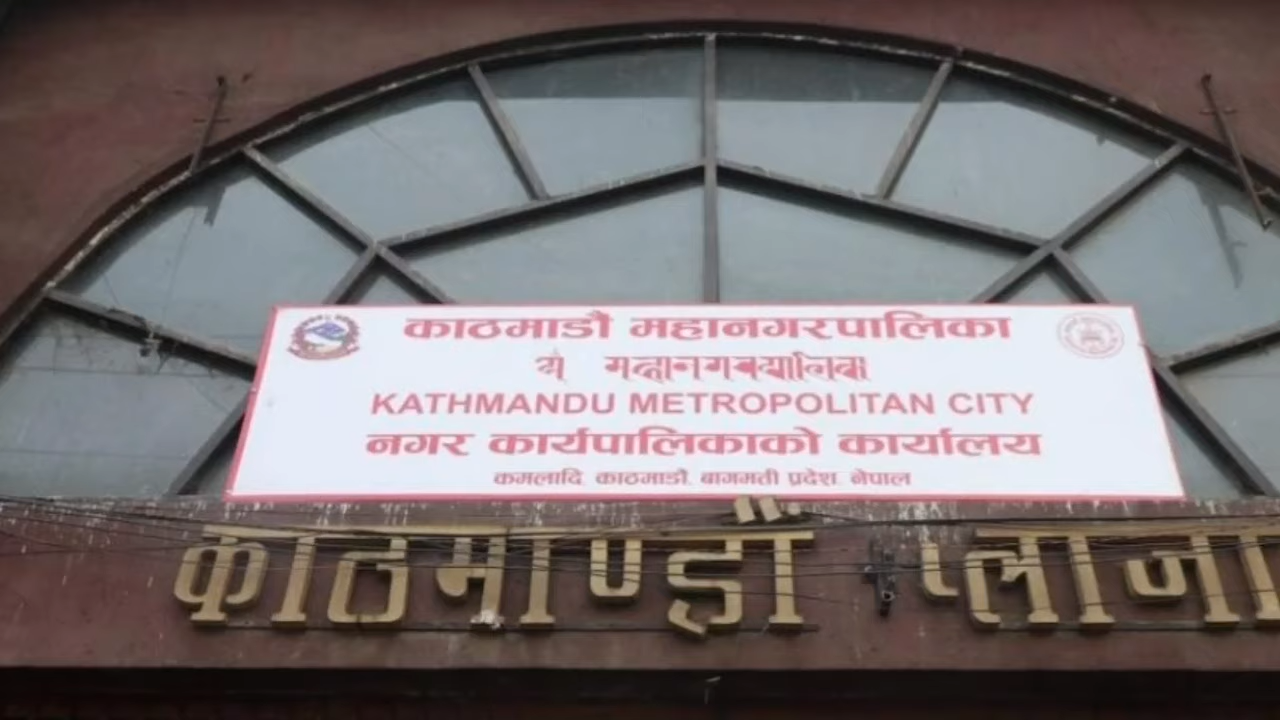 काठमाडौं महानगरपालिका
KATHMANDU METROPOLITAN CITY
नगर कार्यपालिकाको कार्यालय
कमलादि, काठमाडौं, बागमती प्रदेश, नेपाल
काठमाण्डौं प्लाजा